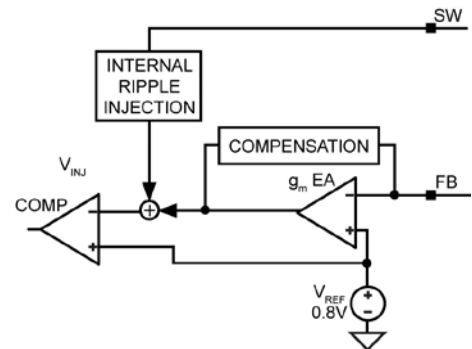 SW
INTERNAL
RIPPLE
INJECTION
COMPENSATION
V_INJ
g_m EA
FB
COMP
V_REF
0.8V